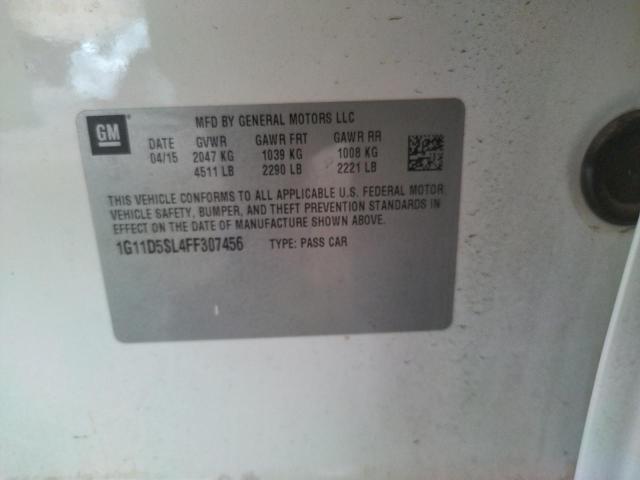 GM
MFD BY GENERAL MOTORS LLC
DATE GVWR GAWR FRT GAWR RR
04/15 2047 KG 1039 KG 1008 KG
4511 LB 2290 LB 2221 LB
THIS VEHICLE CONFORMS TO ALL APPLICABLE U.S. FEDERAL MOTOR
VEHICLE SAFETY, BUMPER, AND THEFT PREVENTION STANDARDS IN
EFFECT ON THE DATE OF MANUFACTURE SHOWN ABOVE.
1G11D5SL4FF307456 TYPE: PASS CAR